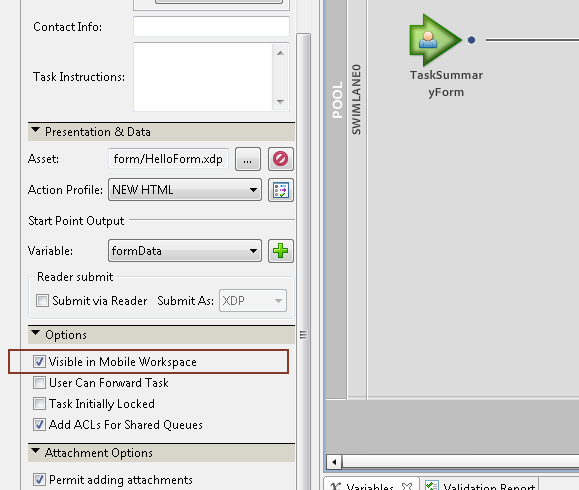 Contact Info:
Task Instructions:
Presentation & Data
Asset: form/HelloForm.xdp ...
Action Profile: NEW HTML
Start Point Output
Variable: formData
Reader submit
Submit via Reader Submit As: XDP
Options
Visible in Mobile Workspace
User Can Forward Task
Task Initially Locked
Add ACLs For Shared Queues
Attachment Options
Permit adding attachments
POOL
SWIMLANE0
TaskSummar
yForm
Variables Validation Report